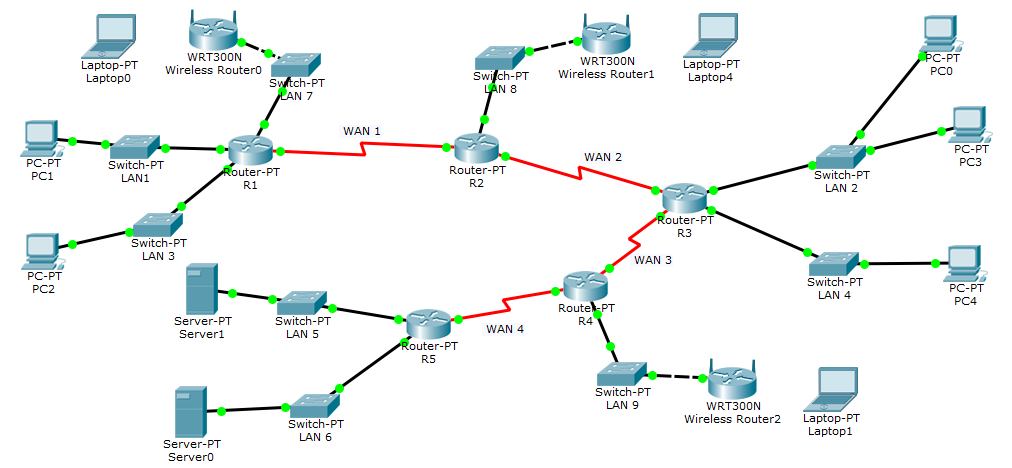 Laptop-PT
Laptop0
WRT300N
Wireless Router0
Switch-PT
LAN 7
Switch-PT
LAN 8
WRT300N
Wireless Router1
Laptop-PT
Laptop4
PC-PT
PC0
PC-PT
PC1
Switch-PT
LAN1
Router-PT
R1
WAN 1
Router-PT
R2
WAN 2
Switch-PT
LAN 2
PC-PT
PC3
PC-PT
PC2
Switch-PT
LAN 3
Router-PT
R3
WAN 3
Switch-PT
LAN 4
PC-PT
PC4
Server-PT
Server1
Switch-PT
LAN 5
Router-PT
R5
WAN 4
Router-PT
R4
Switch-PT
LAN 9
WRT300N
Wireless Router2
Laptop-PT
Laptop1
Server-PT
Server0
Switch-PT
LAN 6